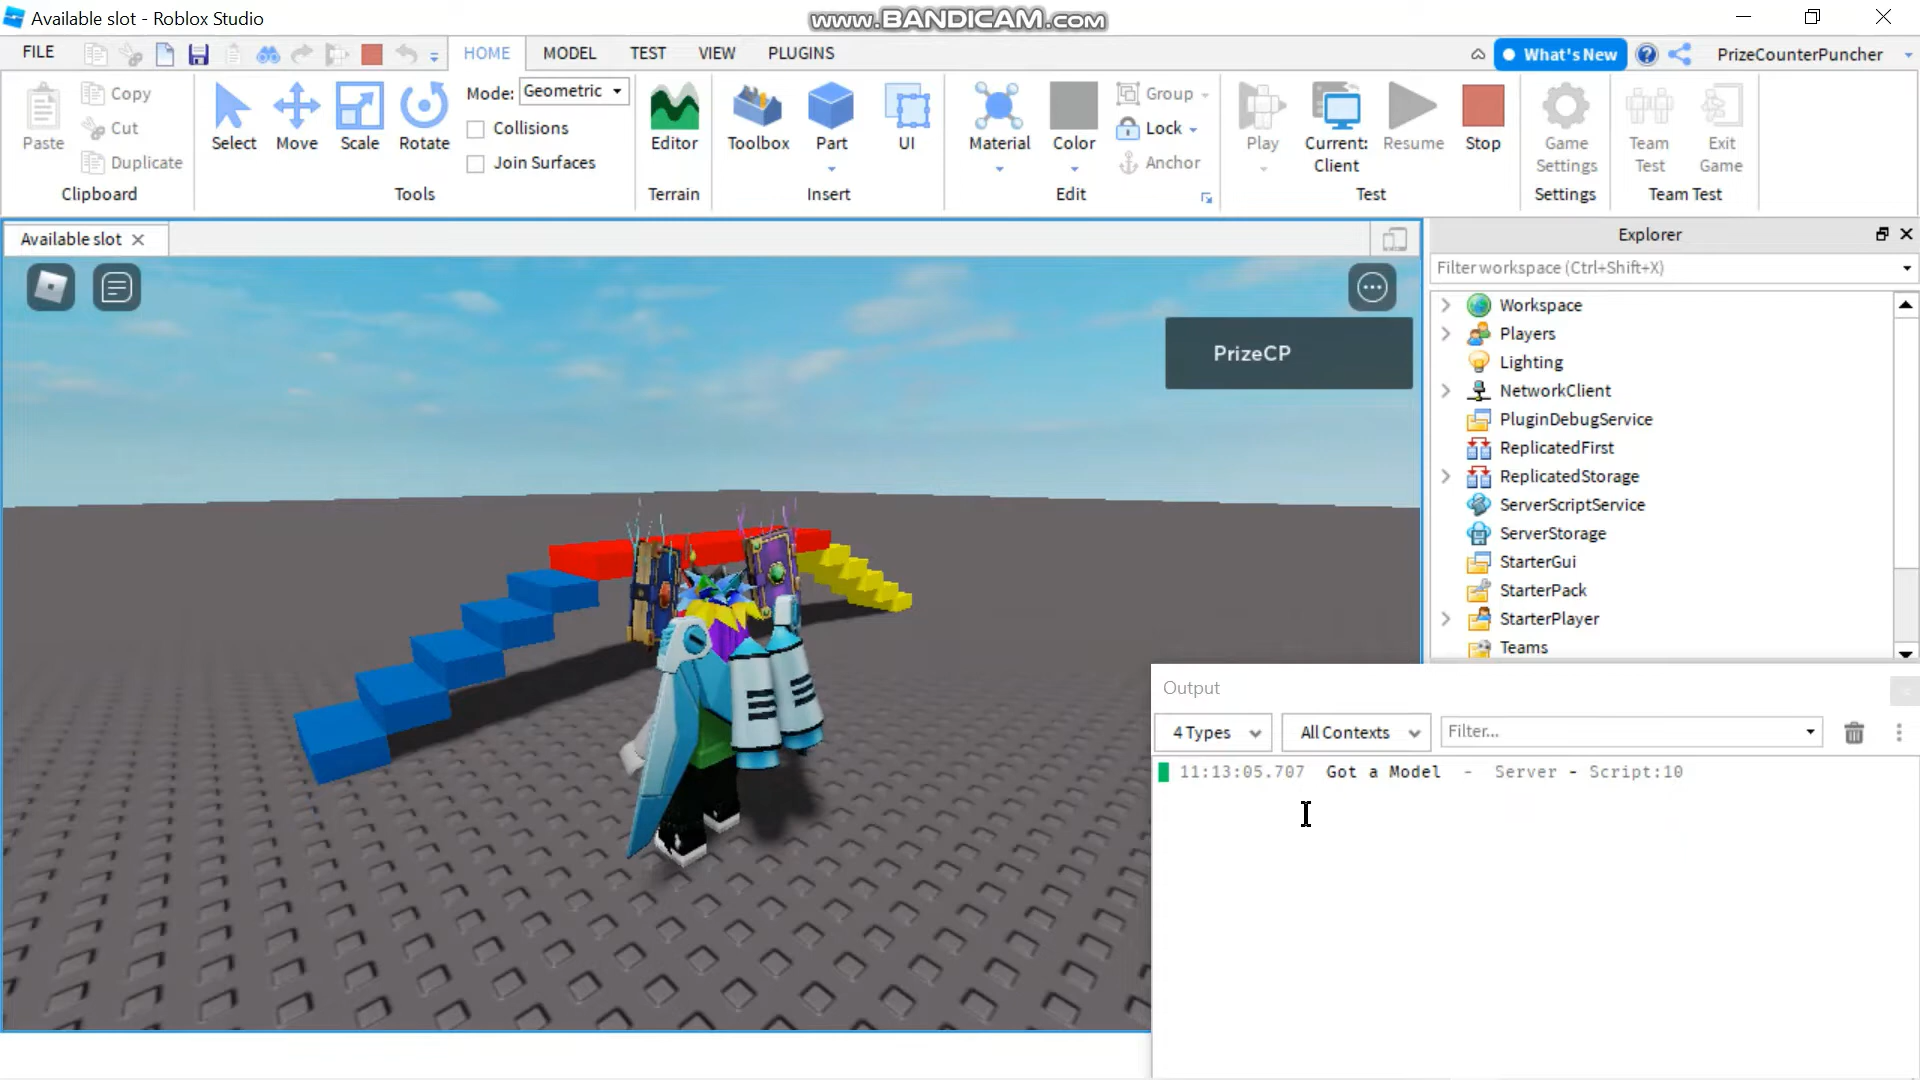 Available slot - Roblox Studio
www.BANDICAM.com
FILE
HOME
MODEL
TEST
VIEW
PLUGINS
What's New
PrizeCounterPuncher
Paste
Copy
Cut
Duplicate
Clipboard
Select
Move
Scale
Rotate
Mode: Geometric
Collisions
Join Surfaces
Tools
Editor
Terrain
Toolbox
Part
UI
Insert
Material
Color
Group
Lock
Anchor
Edit
Play
Current:
Client
Resume
Stop
Test
Game
Settings
Settings
Team
Test
Exit
Game
Team Test
Available slot
PrizeCP
Explorer
Filter workspace (Ctrl+Shift+X)
Workspace
Players
Lighting
NetworkClient
PluginDebugService
ReplicatedFirst
ReplicatedStorage
ServerScriptService
ServerStorage
StarterGui
StarterPack
StarterPlayer
Teams
Output
4 Types
All Contexts
Filter...
11:13:05.707 Got a Model - Server - Script:10